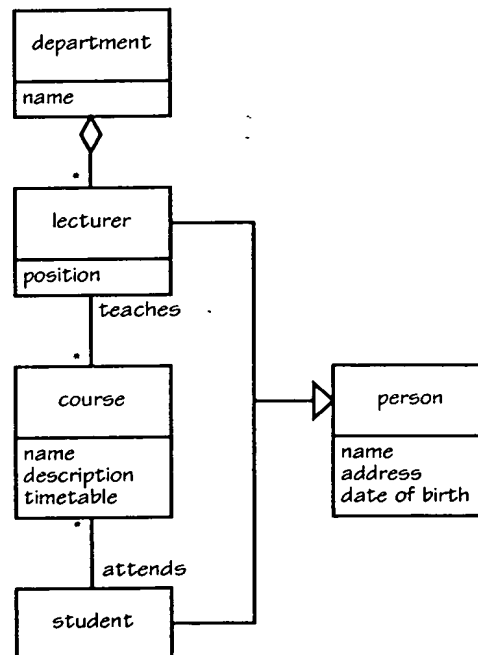 department
name
*
lecturer
position
teaches
*
course
name
description
timetable
*
attends
student
person
name
address
date of birth